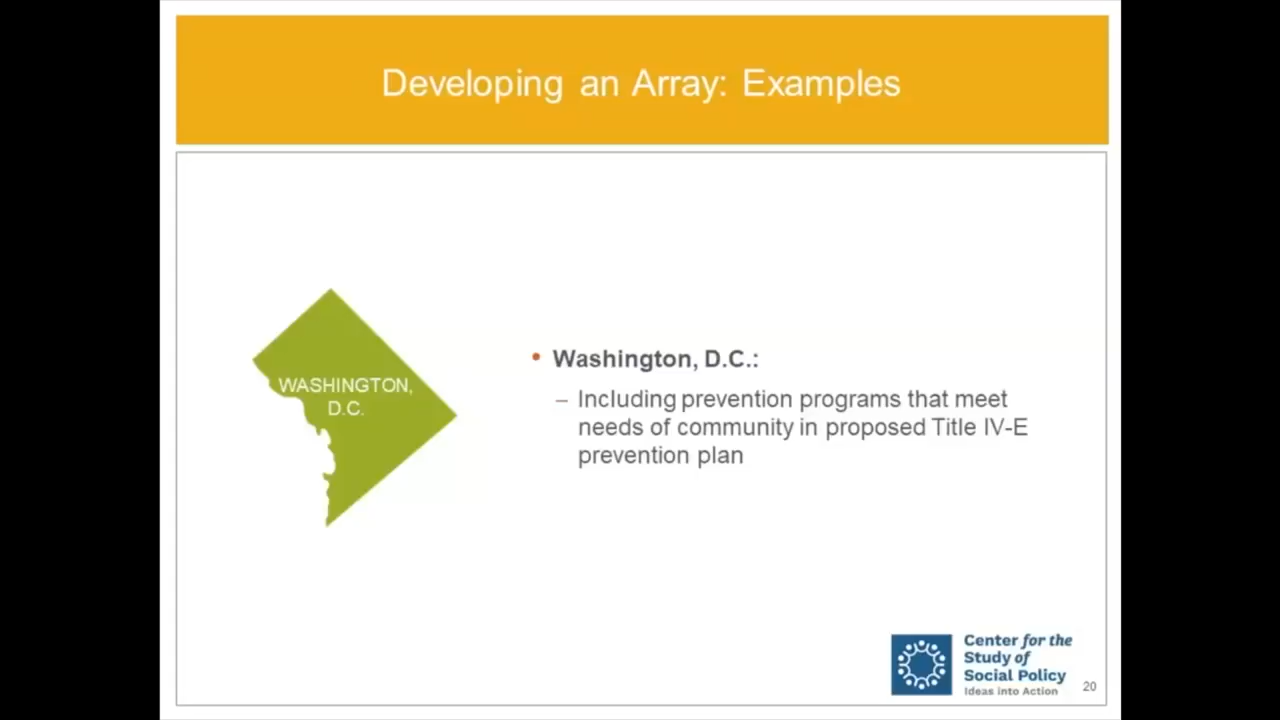 Developing an Array: Examples
WASHINGTON,
D.C.
• Washington, D.C.:
– Including prevention programs that meet
needs of community in proposed Title IV-E
prevention plan
Center for the
Study of
Social Policy
Ideas into Action
20